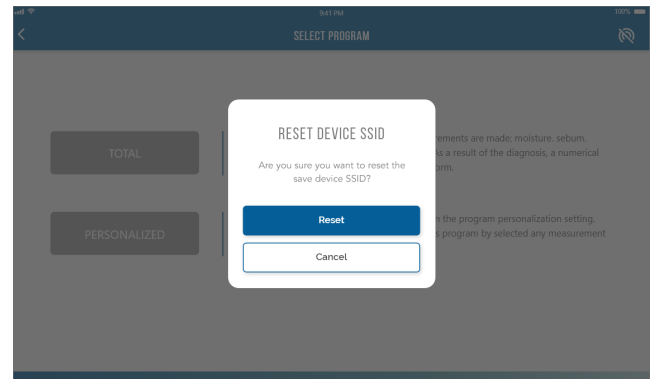 9:41 PM
100%
SELECT PROGRAM
RESET DEVICE SSID
Are you sure you want to reset the
save device SSID?
Reset
Cancel
TOTAL
ements are made; moisture, sebum.
As a result of the diagnosis, a numerical
orm.
PERSONALIZED
n the program personalization setting.
s program by selected any measurement